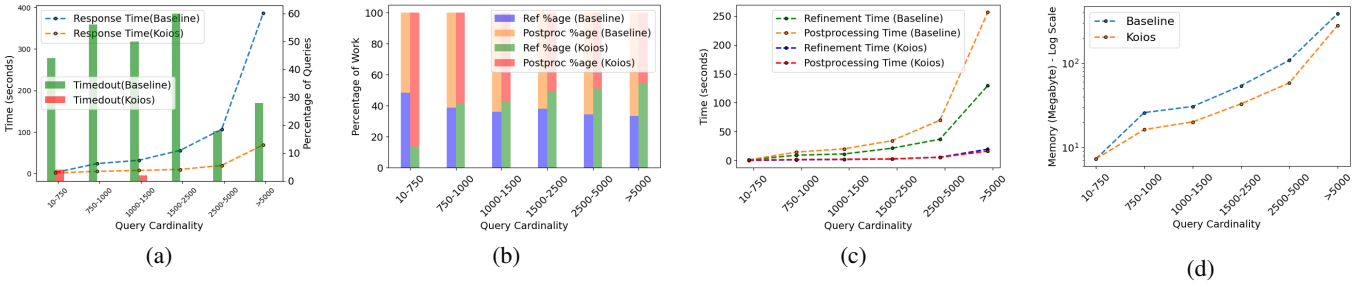 Response Time(Baseline)
Response Time(Koios)
Timedout(Baseline)
Timedout(Koios)
Time (seconds)
400
300
200
100
0
Percentage of Queries
60
50
40
30
20
10
0
10-750
750-1000
1000-1500
1500-2500
2500-5000
>5000
Query Cardinality
(a)
Ref %age (Baseline)
Postproc %age (Baseline)
Ref %age (Koios)
Postproc %age (Koios)
Percentage of Work
100
80
60
40
20
0
10-750
750-1000
1000-1500
1500-2500
2500-5000
>5000
Query Cardinality
(b)
Refinement Time (Baseline)
Postprocessing Time (Baseline)
Refinement Time (Koios)
Postprocessing Time (Koios)
Time (seconds)
250
200
150
100
50
0
10-750
750-1000
1000-1500
1500-2500
2500-5000
>5000
Query Cardinality
(c)
Baseline
Koios
Memory (Megabyte) - Log Scale
10²
10¹
10-750
750-1000
1000-1500
1500-2500
2500-5000
>5000
Query Cardinality
(d)